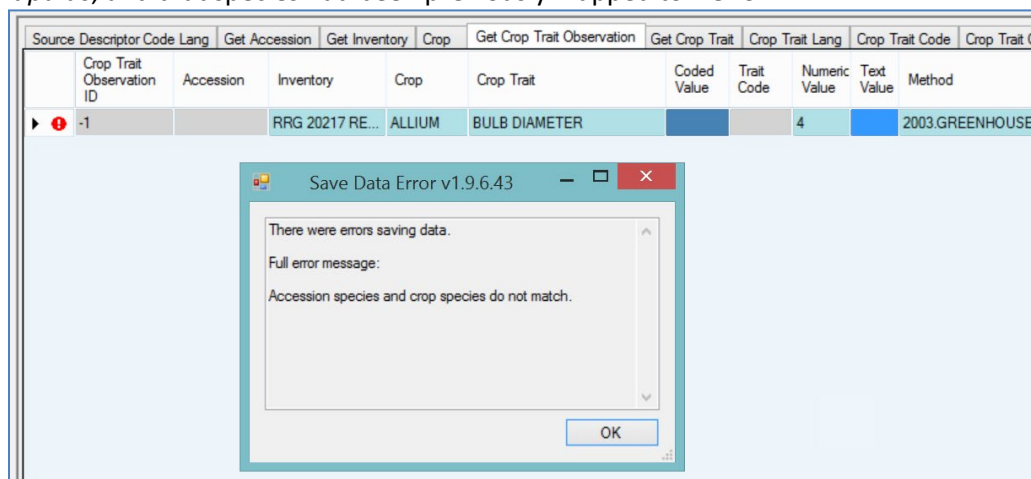 Source Descriptor Code Lang Get Accession Get Inventory Crop Get Crop Trait Observation Get Crop Trait Crop Trait Lang Crop Trait Code Crop Trait
Crop Trait Observation ID Accession Inventory Crop Crop Trait Coded Value Trait Code Numeric Value Text Value Method
-1 RRG 20217 RE... ALLIUM BULB DIAMETER 4 2003.GREENHOUSE
Save Data Error v1.9.6.43
There were errors saving data.
Full error message:
Accession species and crop species do not match.
OK